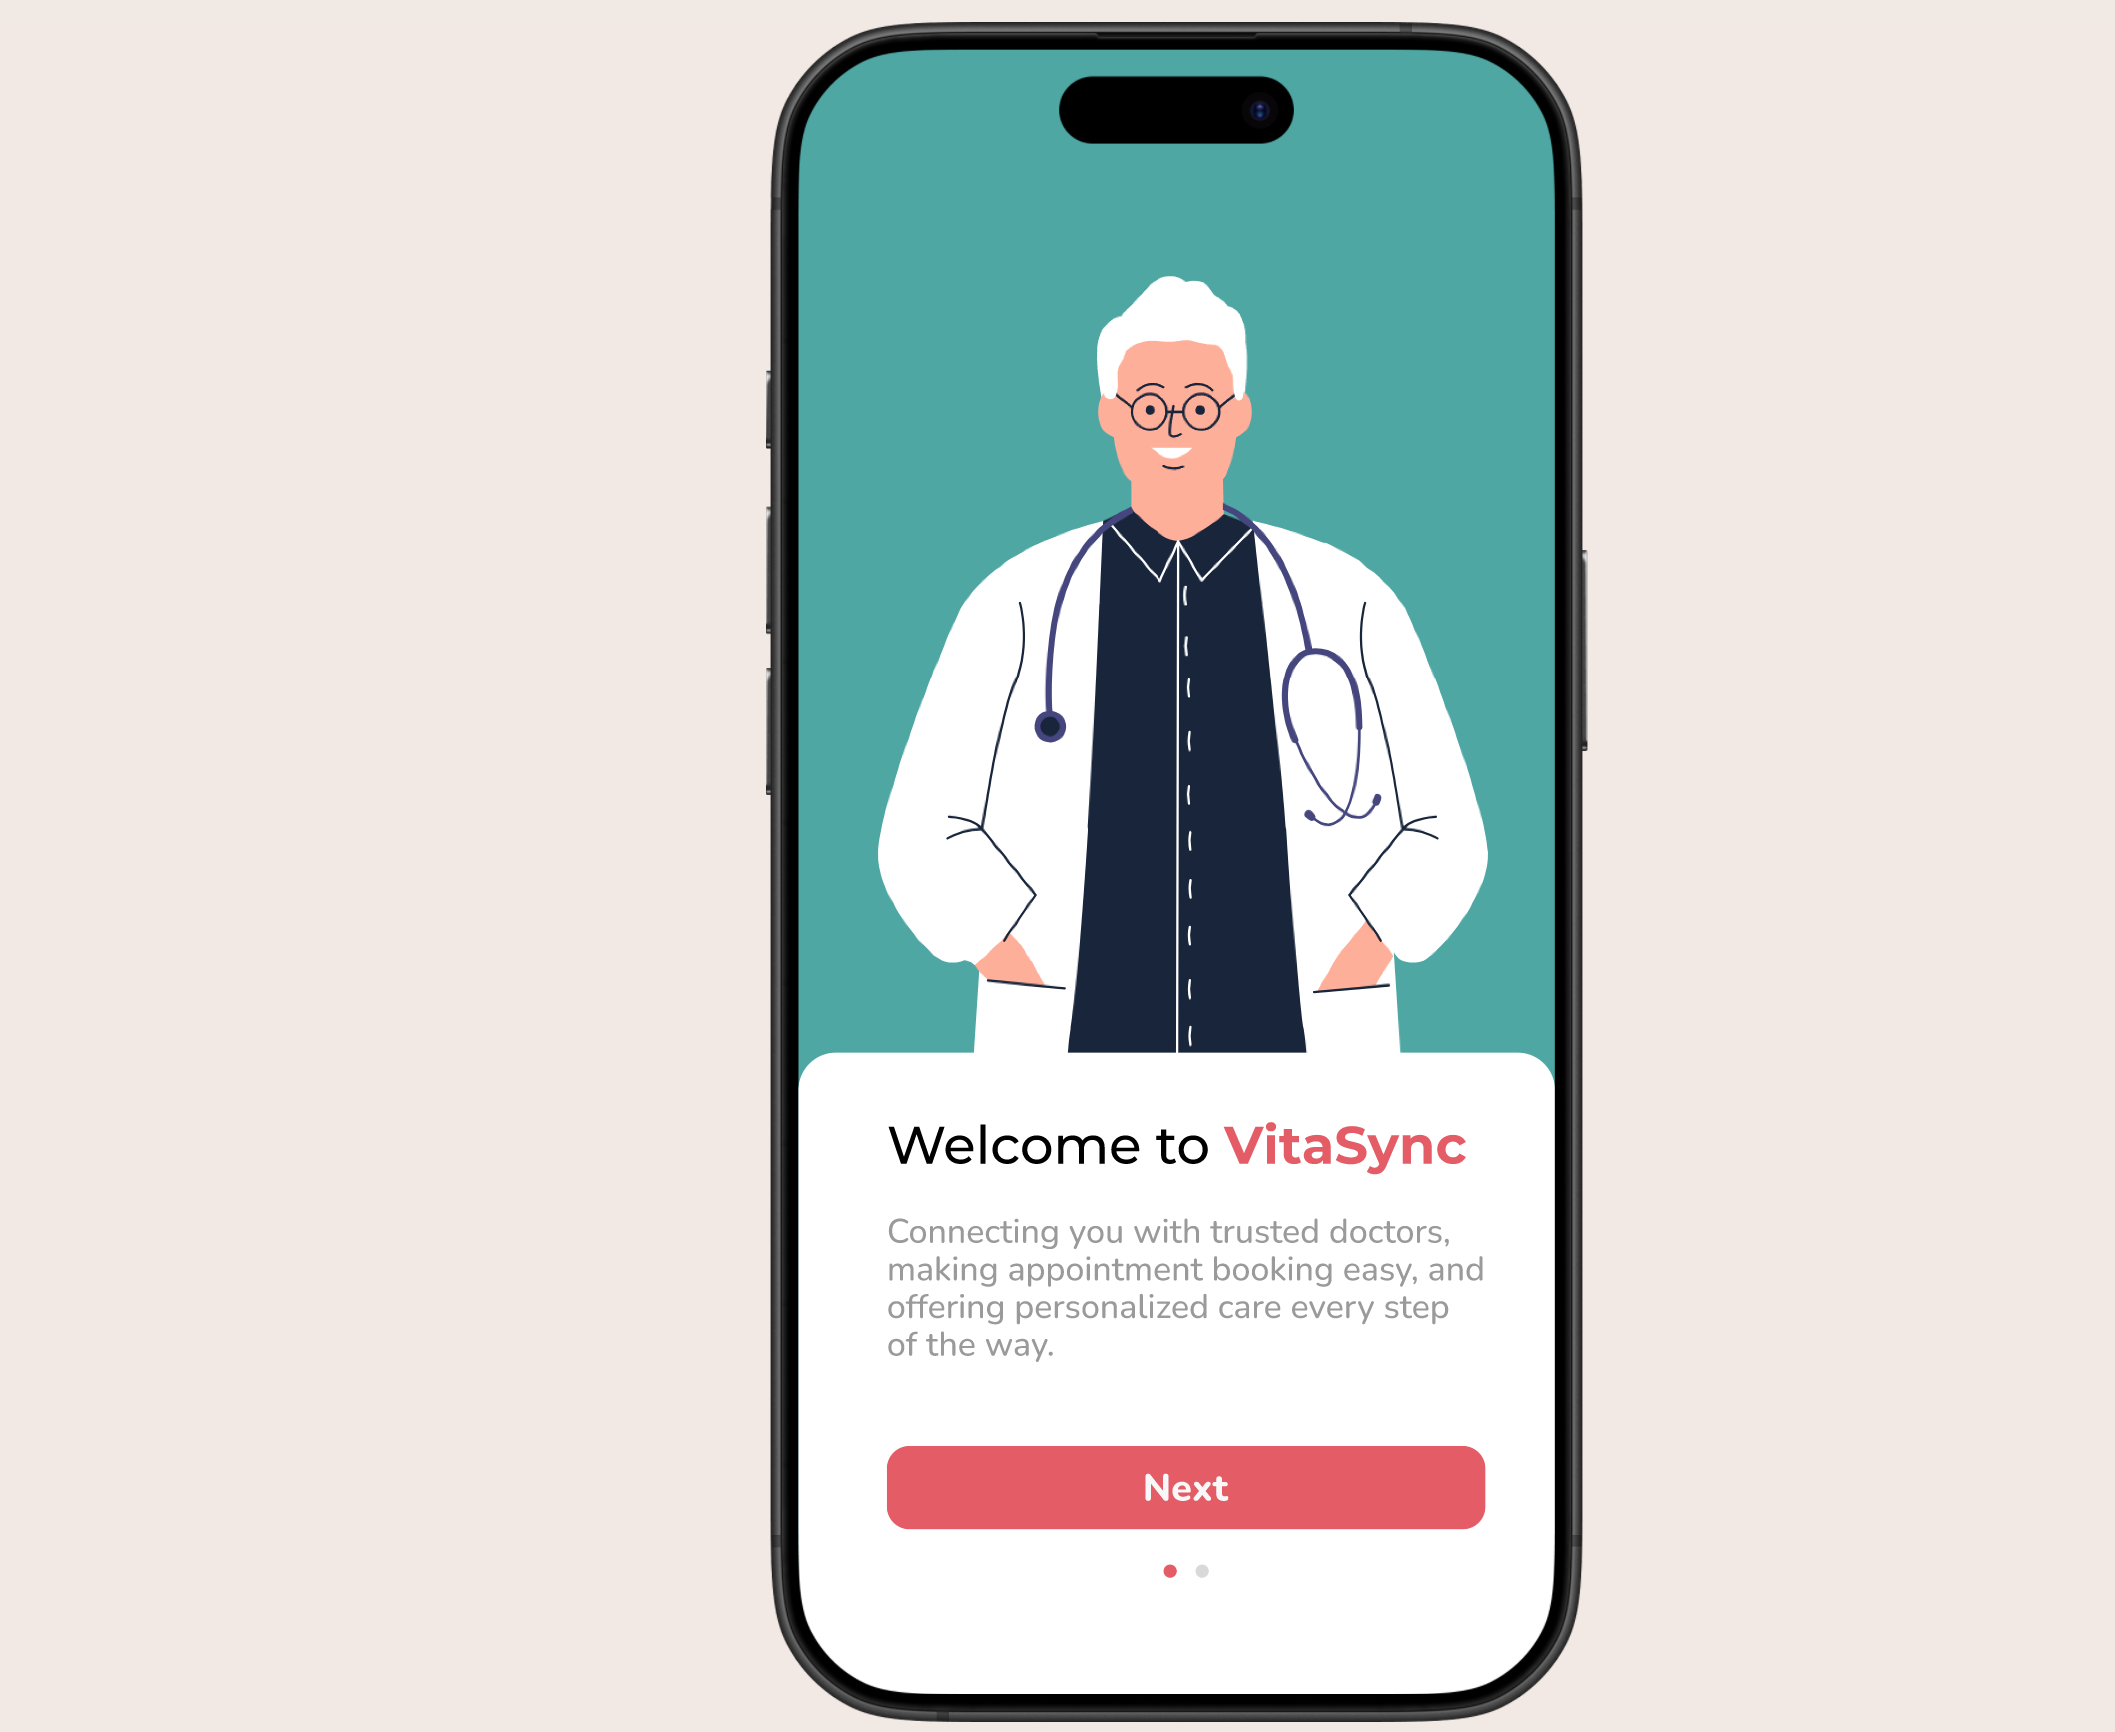 Welcome to VitaSync
Connecting you with trusted doctors,
making appointment booking easy, and
offering personalized care every step
of the way.
Next